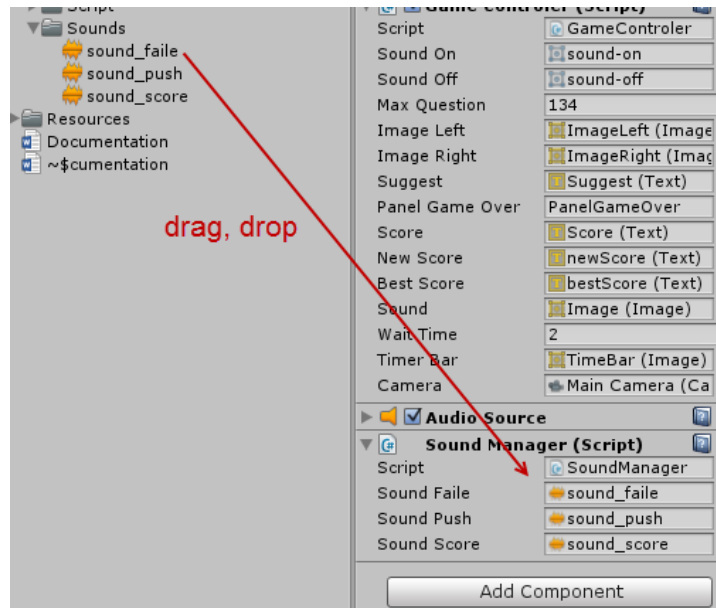 Script
Sounds
sound_faile
sound_push
sound_score
Resources
Documentation
~$cumentation
drag, drop
Game Controler (Script)
Script GameControler
Sound On sound-on
Sound Off sound-off
Max Question 134
Image Left ImageLeft (Image
Image Right ImageRight (Imag
Suggest Suggest (Text)
Panel Game Over PanelGameOver
Score Score (Text)
New Score newScore (Text)
Best Score bestScore (Text)
Sound Image (Image)
Wait Time 2
Timer Bar TimeBar (Image)
Camera Main Camera (Ca
Audio Source
Sound Manager (Script)
Script SoundManager
Sound Faile sound_faile
Sound Push sound_push
Sound Score sound_score
Add Component